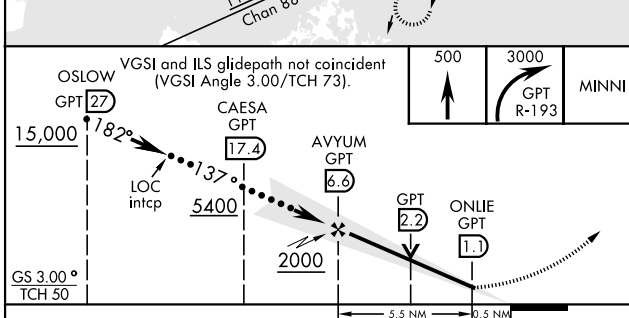 Chan 88
VGSI and ILS glidepath not coincident
(VGSI Angle 3.00/TCH 73).
500
3000
GPT
R-193
MINNI
OSLOW
GPT 27
15,000
182°
LOC
intcp
137°
CAESA
GPT
17.4
5400
AVYUM
GPT
6.6
2000
GPT
2.2
ONLIE
GPT
1.1
GS 3.00°
TCH 50
5.5 NM
0.5 NM